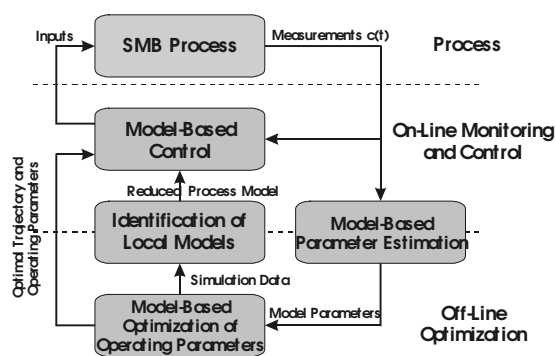 Inputs
SMB Process
Measurements c(t)
Process
Model-Based
Control
On-Line Monitoring
and Control
Optimal Trajectory and
Operating Parameters
Reduced Process Model
Identification of
Local Models
Model-Based
Parameter Estimation
Simulation Data
Model-Based
Optimization of
Operating Parameters
Model Parameters
Off-Line
Optimization